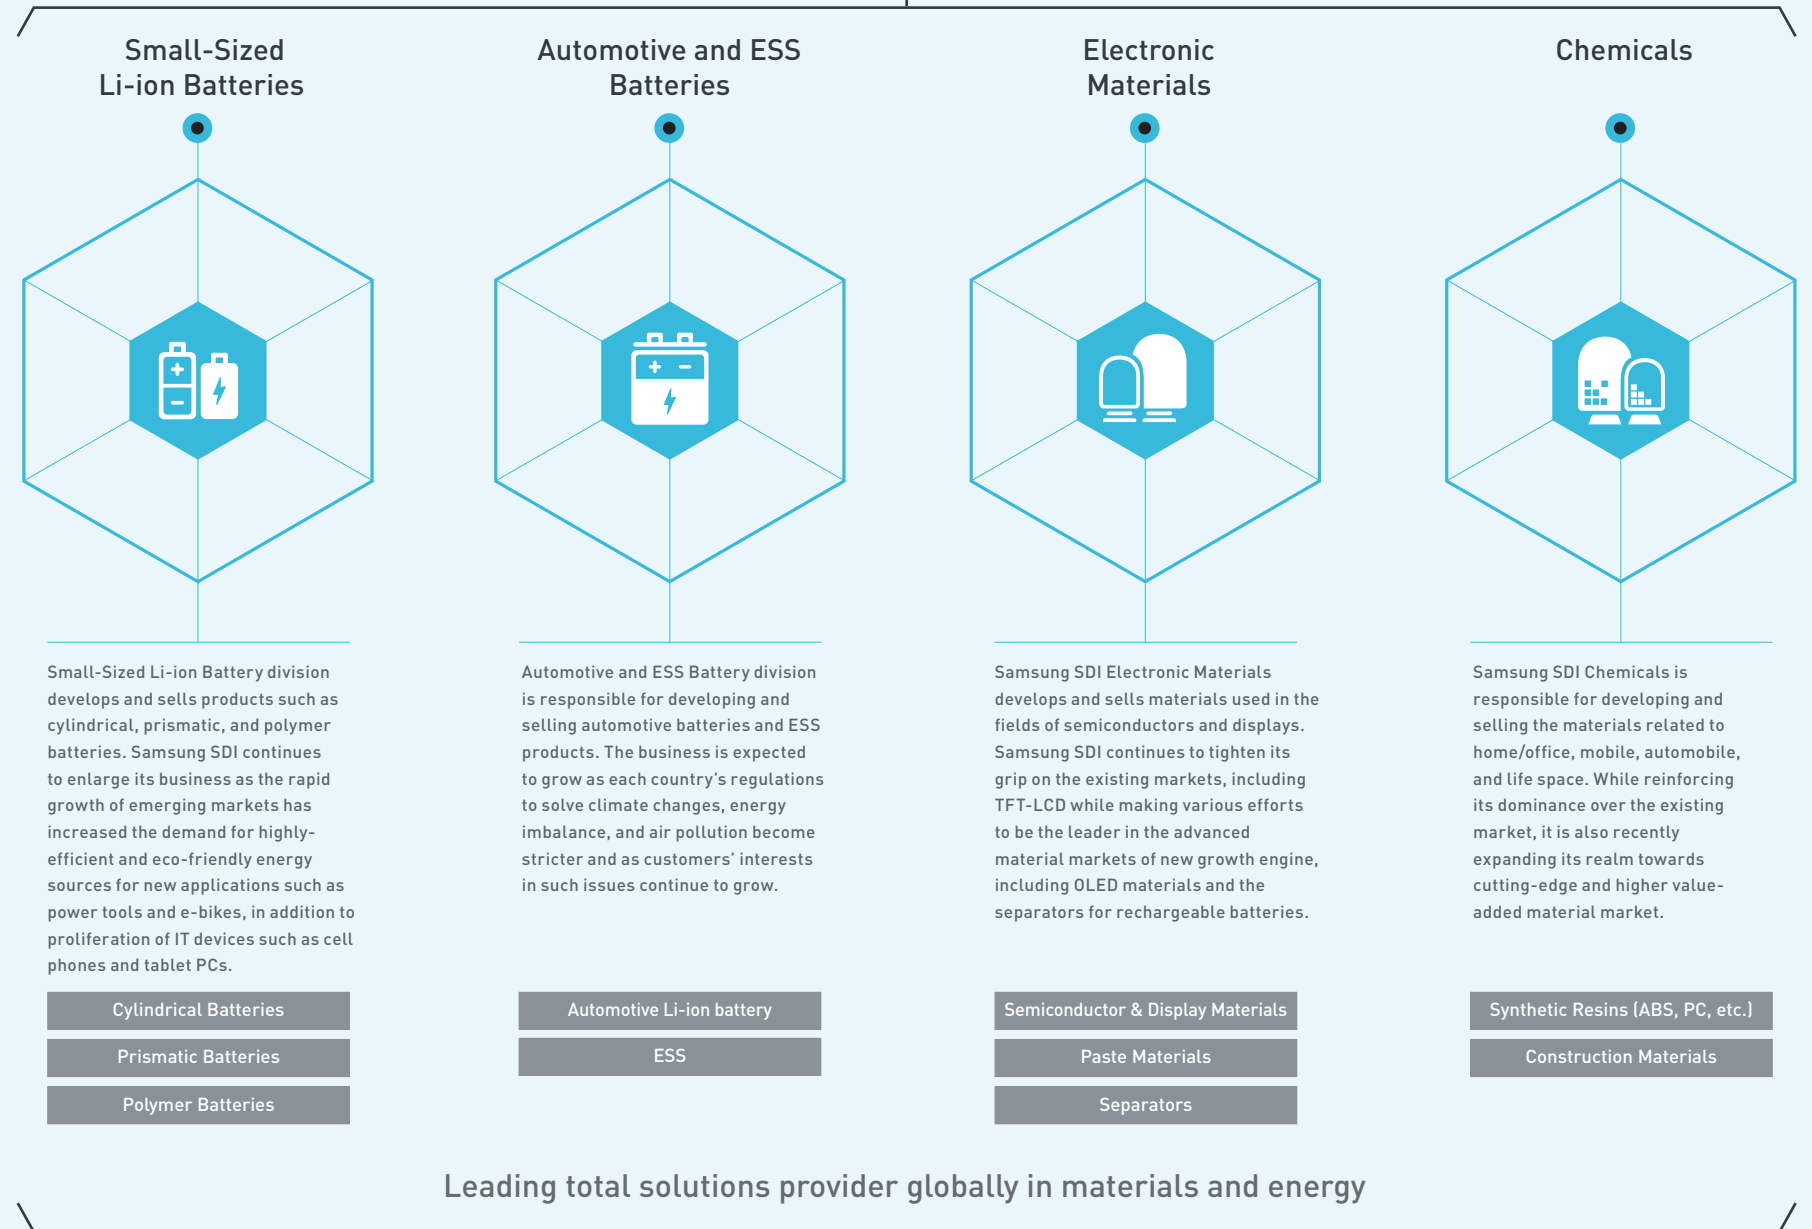 Small-Sized
Li-ion Batteries
Small-Sized Li-ion Battery division
develops and sells products such as
cylindrical, prismatic, and polymer
batteries. Samsung SDI continues
to enlarge its business as the rapid
growth of emerging markets has
increased the demand for highly-
efficient and eco-friendly energy
sources for new applications such as
power tools and e-bikes, in addition to
proliferation of IT devices such as cell
phones and tablet PCs.
Cylindrical Batteries
Prismatic Batteries
Polymer Batteries
Automotive and ESS
Batteries
Automotive and ESS Battery division
is responsible for developing and
selling automotive batteries and ESS
products. The business is expected
to grow as each country’s regulations
to solve climate changes, energy
imbalance, and air pollution become
stricter and as customers’ interests
in such issues continue to grow.
Automotive Li-ion battery
ESS
Electronic
Materials
Samsung SDI Electronic Materials
develops and sells materials used in the
fields of semiconductors and displays.
Samsung SDI continues to tighten its
grip on the existing markets, including
TFT-LCD while making various efforts
to be the leader in the advanced
material markets of new growth engine,
including OLED materials and the
separators for rechargeable batteries.
Semiconductor & Display Materials
Paste Materials
Separators
Chemicals
Samsung SDI Chemicals is
responsible for developing and
selling the materials related to
home/office, mobile, automobile,
and life space. While reinforcing
its dominance over the existing
market, it is also recently
expanding its realm towards
cutting-edge and higher value-
added material market.
Synthetic Resins (ABS, PC, etc.)
Construction Materials
Leading total solutions provider globally in materials and energy